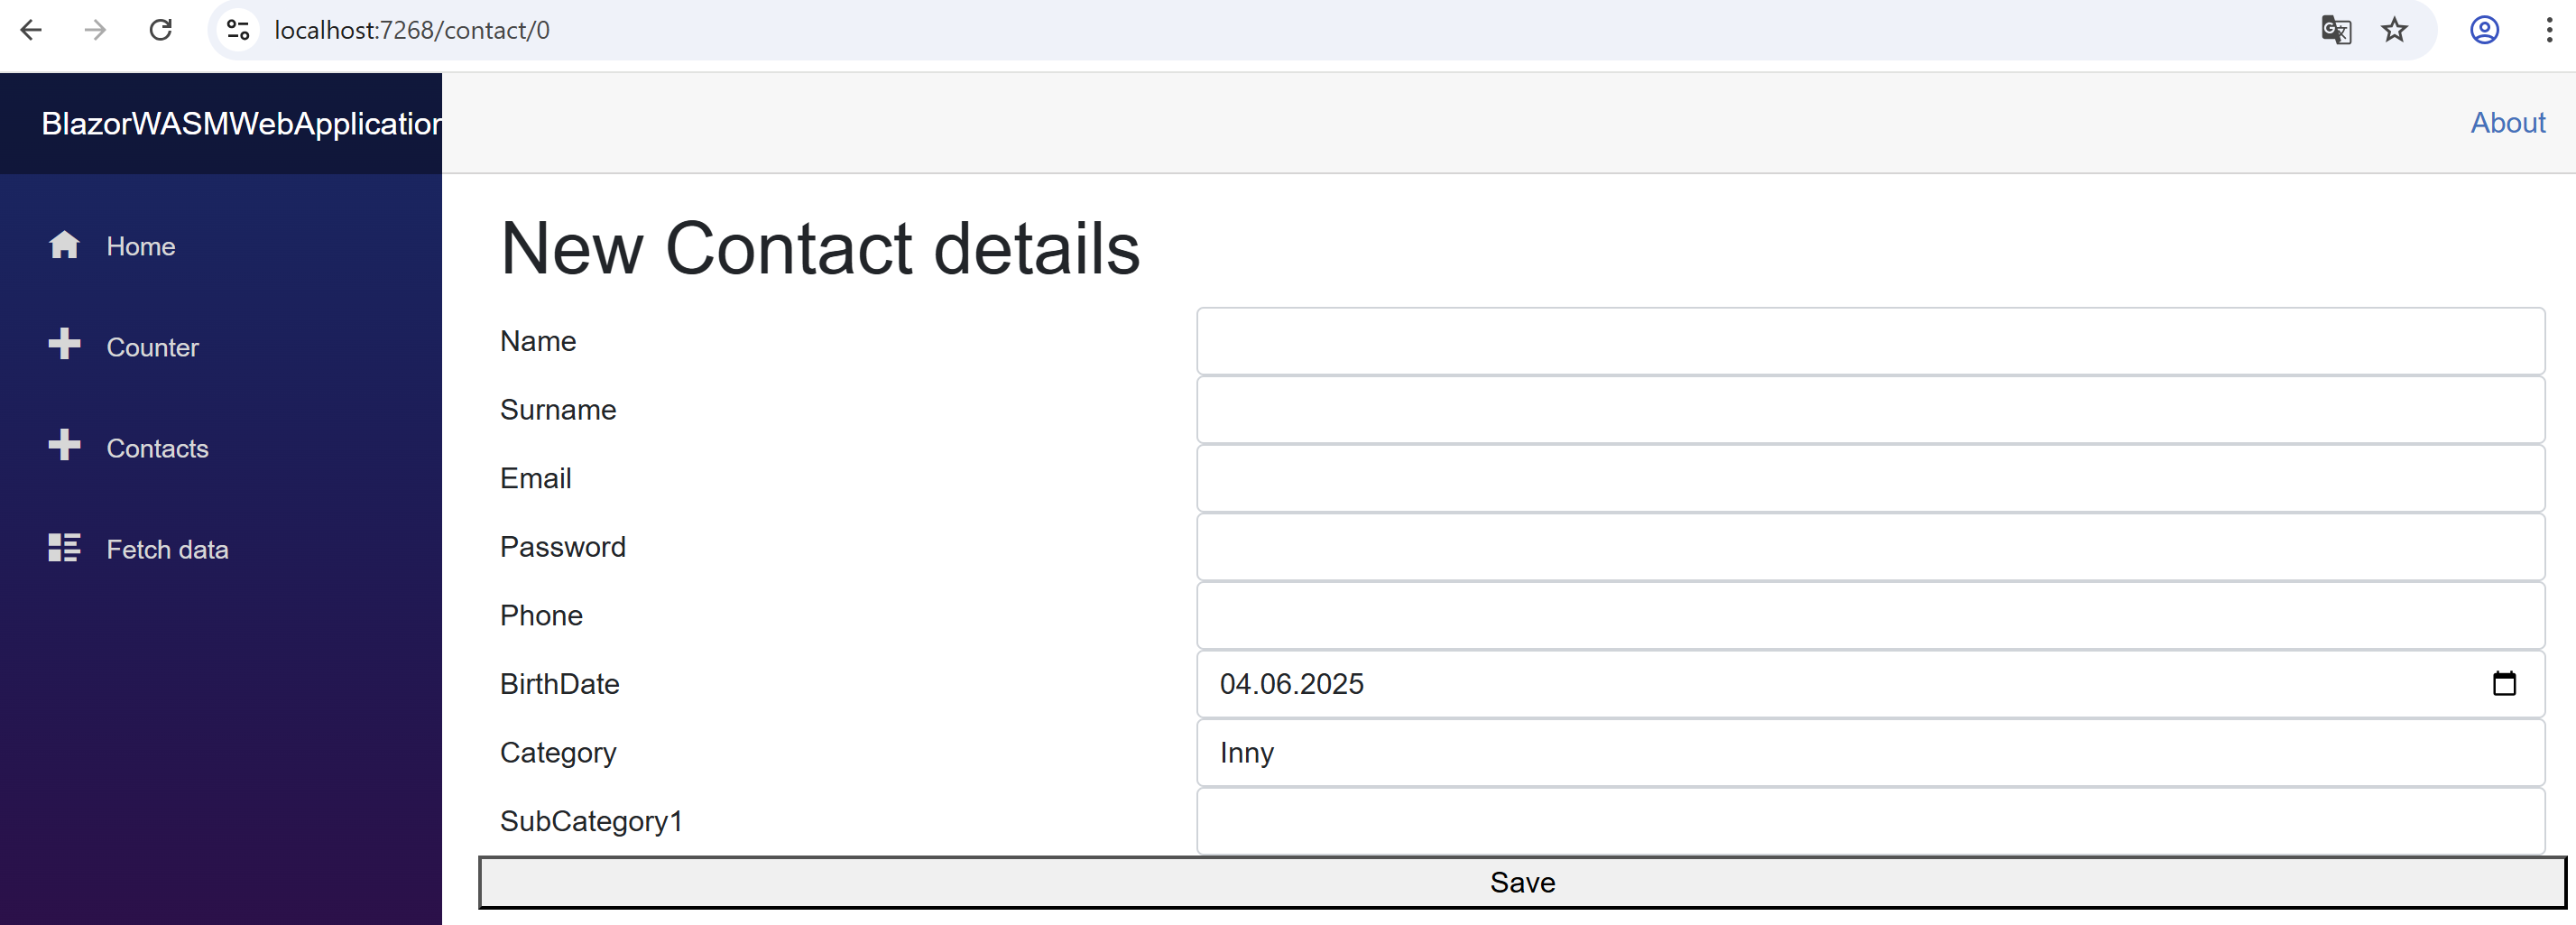 localhost:7268/contact/0
BlazorWASMWebApplication
About
Home
Counter
Contacts
Fetch data
New Contact details
Name
Surname
Email
Password
Phone
BirthDate 04.06.2025
Category Inny
SubCategory1
Save